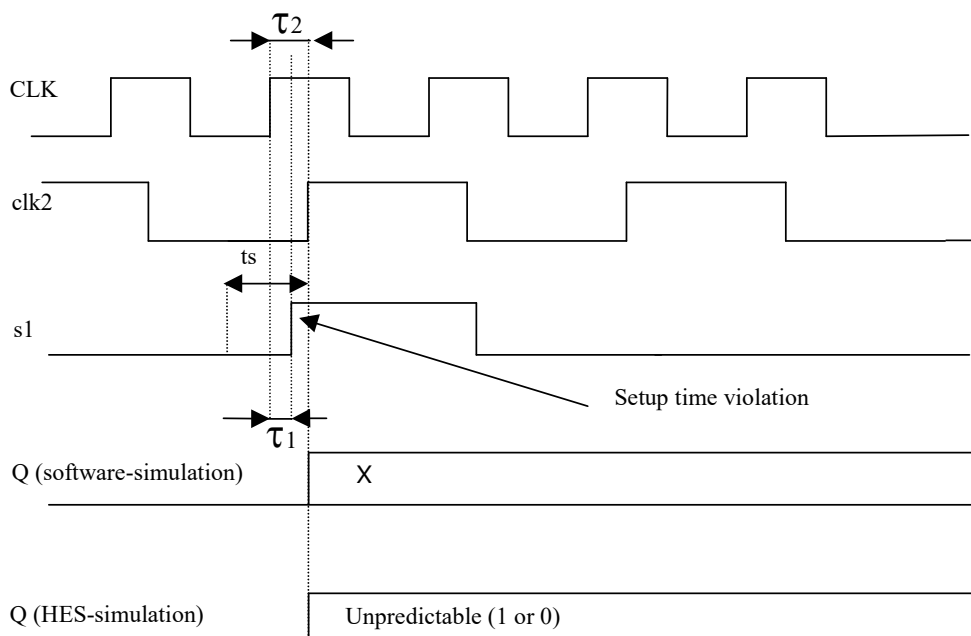 τ2
CLK
clk2
ts
s1
Setup time violation
τ1
Q (software-simulation)
X
Q (HES-simulation)
Unpredictable (1 or 0)